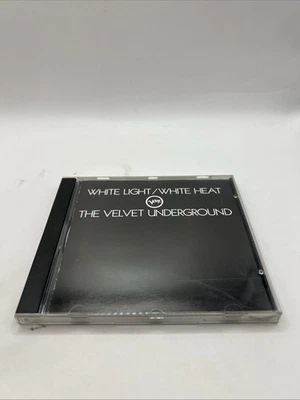 WHITE LIGHT/WHITE HEAT
Verve
THE VELVET UNDERGROUND